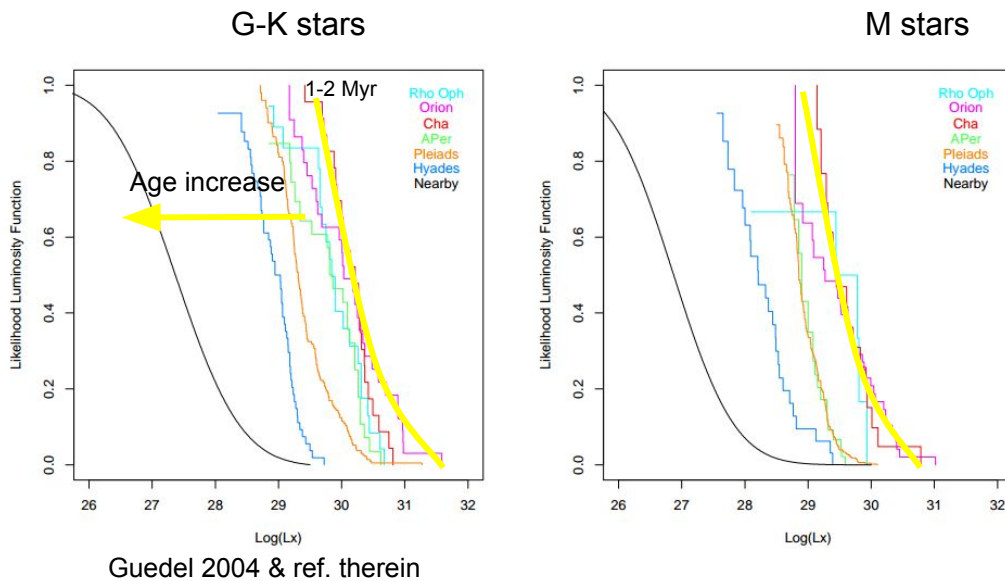 G-K stars
M stars
1-2 Myr
Age increase
Rho Oph
Orion
Cha
APer
Pleiads
Hyades
Nearby
Likelihood Luminosity Function
0.0 0.2 0.4 0.6 0.8 1.0
26 27 28 29 30 31 32
Log(Lx)
Rho Oph
Orion
Cha
APer
Pleiads
Hyades
Nearby
Likelihood Luminosity Function
0.0 0.2 0.4 0.6 0.8 1.0
26 27 28 29 30 31 32
Log(Lx)
Guedel 2004 & ref. therein